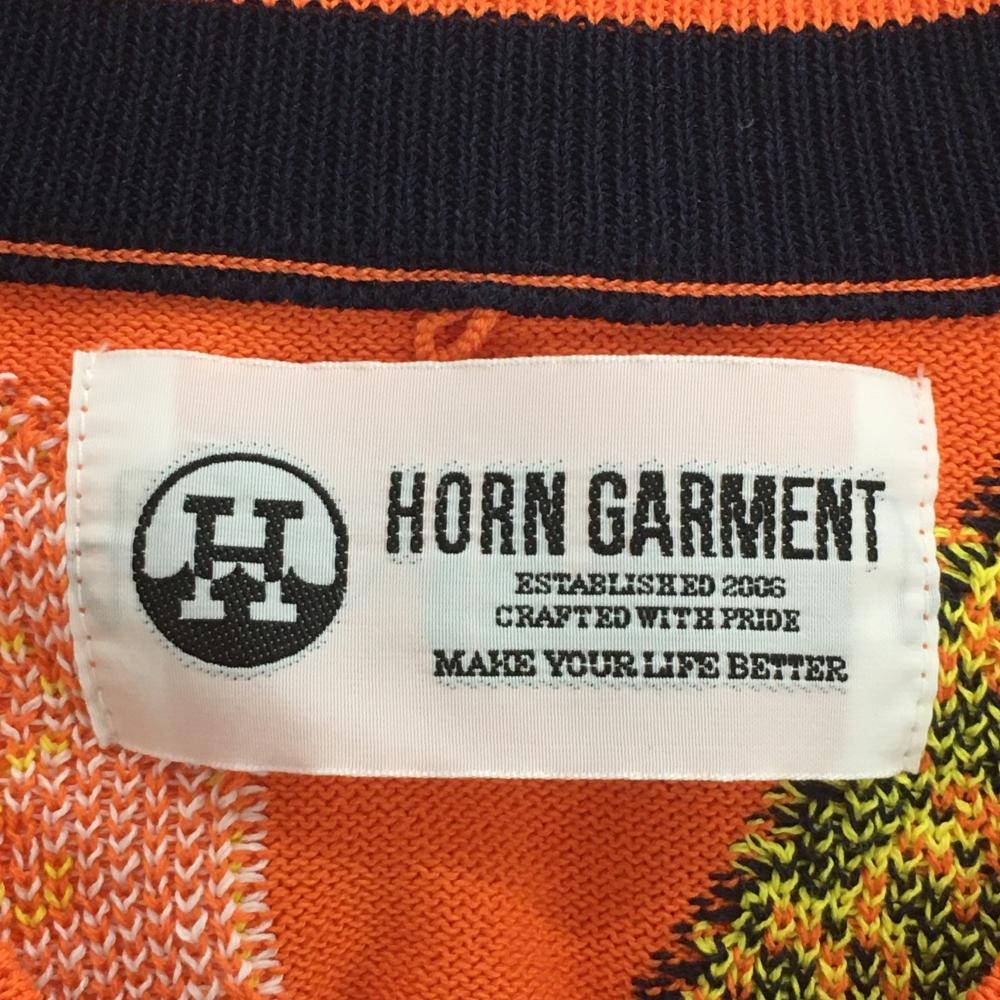 H
HORN GARMENT
ESTABLISHED 2006
CRAFTED WITH PRIDE
MAKE YOUR LIFE BETTER